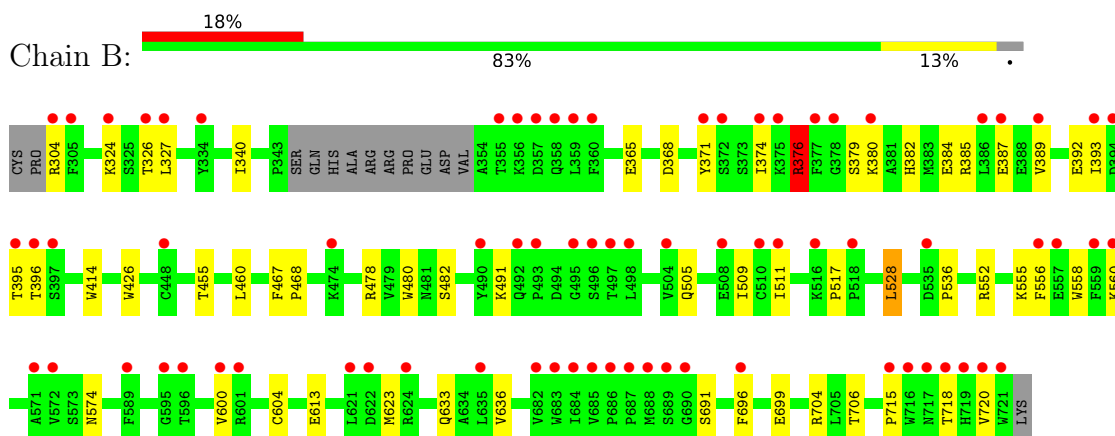 18%
Chain B:
83% 13% •
CYS PRO R304 F305 K324 S325 T326 L327 Y334 I340 P343 SER GLN HIS ALA ARG ARG PRO GLU ASP VAL A354 T355 K356 D357 Q358 L359 F360 E365 D368 Y371 S372 S373 I374 K375 R376 F377 G378 S379 K380 A381 H382 M383 E384 R385 L386 E387 E388 V389 E392 I393 D394
T395 T396 S397 W414 W426 C448 T455 L460 F467 P468 K474 R478 V479 W480 N481 S482 Y490 K491 Q492 P493 D494 G495 S496 T497 L498 V504 Q505 E508 I509 C510 I511 K516 P517 P518 L528 D535 P536 R552 K555 F556 E557 W558 F559 K560
A571 V572 S573 N574 F589 G595 T596 V600 R601 C604 E613 L621 D622 M623 R624 Q633 A634 L635 V636 V682 W683 I684 V685 P686 P687 M688 S689 G690 S691 F696 E699 R704 L705 T706 P715 W716 N717 T718 H719 V720 W721 LYS